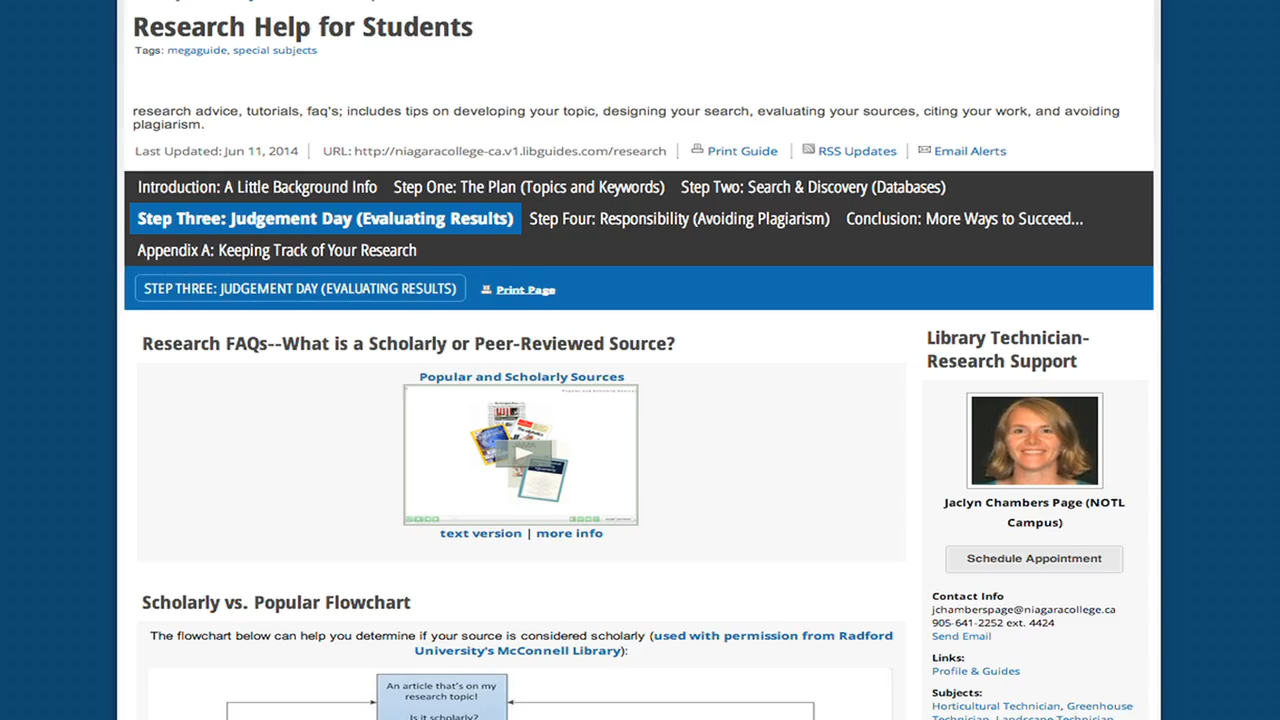 Research Help for Students
Tags: megaguide, special subjects
research advice, tutorials, faq's; includes tips on developing your topic, designing your search, evaluating your sources, citing your work, and avoiding
plagiarism.
Last Updated: Jun 11, 2014 | URL: http://niagaracollege-ca.v1.libguides.com/research | Print Guide | RSS Updates | Email Alerts
Introduction: A Little Background Info Step One: The Plan (Topics and Keywords) Step Two: Search & Discovery (Databases)
Step Three: Judgement Day (Evaluating Results) Step Four: Responsibility (Avoiding Plagiarism) Conclusion: More Ways to Succeed...
Appendix A: Keeping Track of Your Research
STEP THREE: JUDGEMENT DAY (EVALUATING RESULTS) Print Page
Research FAQs--What is a Scholarly or Peer-Reviewed Source?
Popular and Scholarly Sources
Popular and Scholarly Sources
text version | more info
Scholarly vs. Popular Flowchart
The flowchart below can help you determine if your source is considered scholarly (used with permission from Radford
University's McConnell Library):
An article that's on my
research topic!
Is it scholarly?
Library Technician-
Research Support
Jaclyn Chambers Page (NOTL
Campus)
Schedule Appointment
Contact Info
jchamberspage@niagaracollege.ca
905-641-2252 ext. 4424
Send Email
Links:
Profile & Guides
Subjects:
Horticultural Technician, Greenhouse
Technician, Landscape Technician